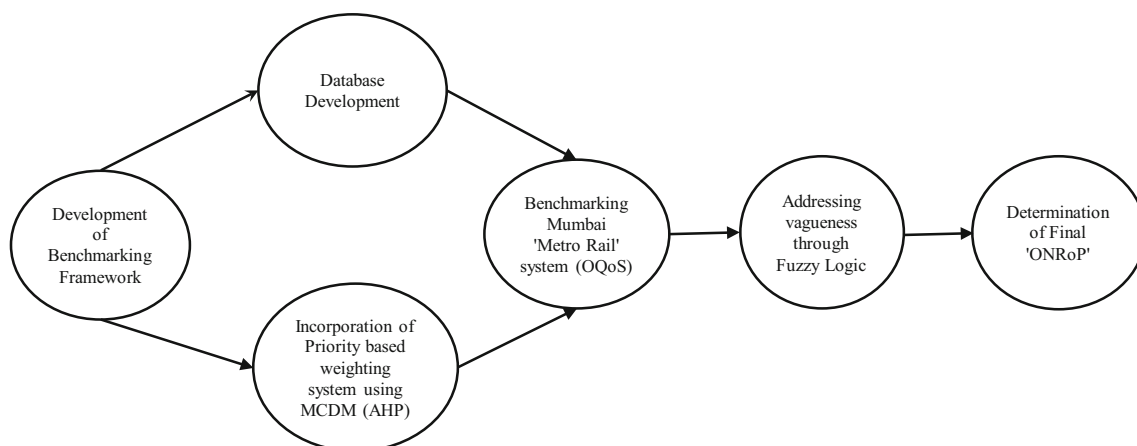 Database
Development
Development
of
Benchmarking
Framework
Incorporation of
Priority based
weighting
system using
MCDM (AHP)
Benchmarking
Mumbai
'Metro Rail'
system (OQoS)
Addressing
vagueness
through
Fuzzy Logic
Determination
of Final
'ONRoP'